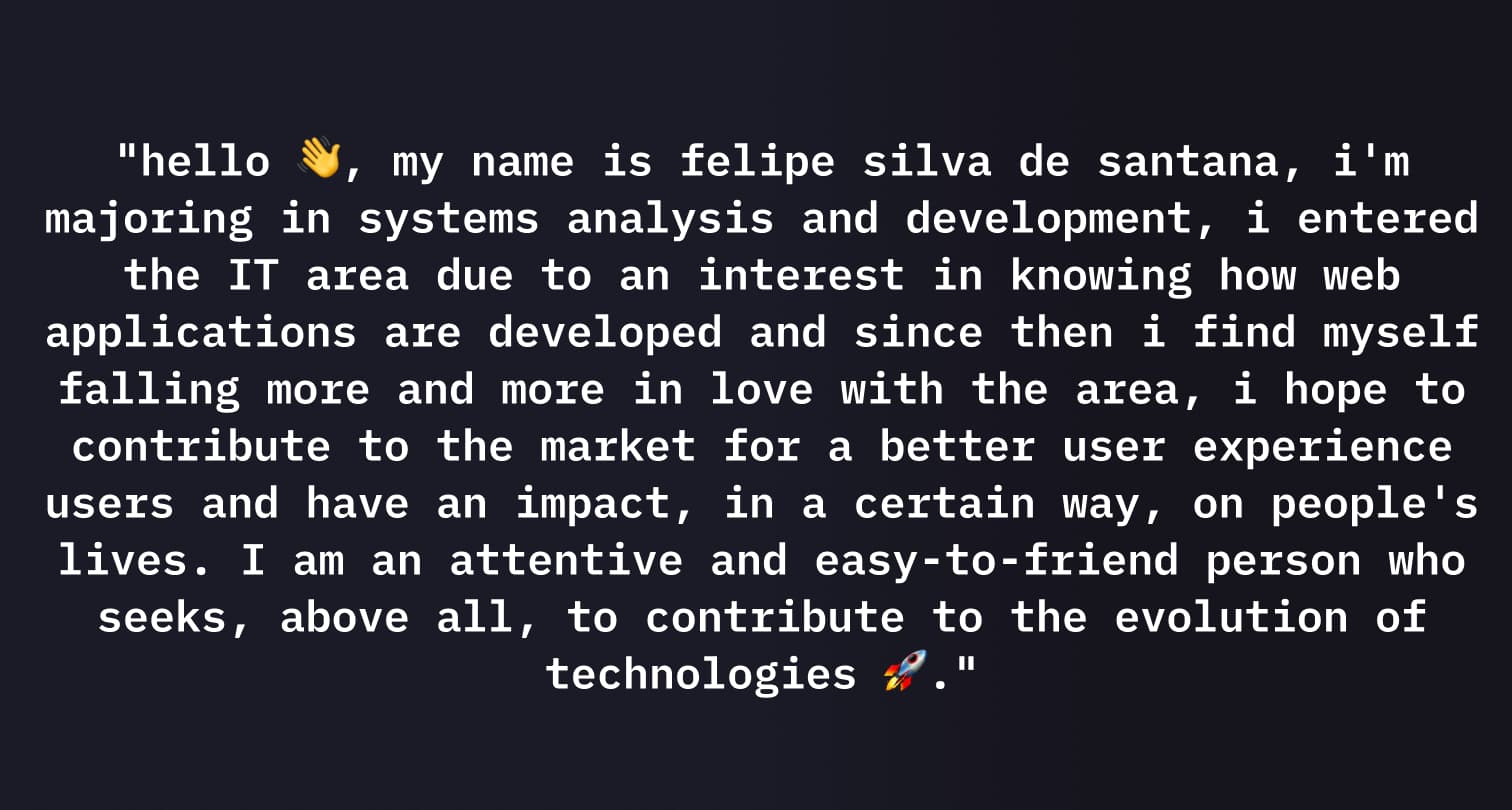 "hello 👋, my name is felipe silva de santana, i'm
majoring in systems analysis and development, i entered
the IT area due to an interest in knowing how web
applications are developed and since then i find myself
falling more and more in love with the area, i hope to
contribute to the market for a better user experience
users and have an impact, in a certain way, on people's
lives. I am an attentive and easy-to-friend person who
seeks, above all, to contribute to the evolution of
technologies 🚀."